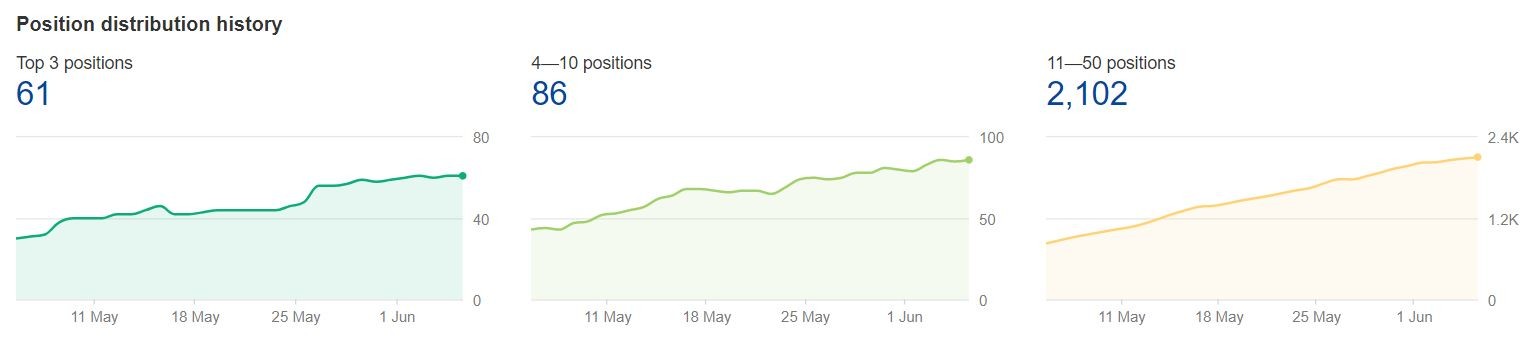 Position distribution history
Top 3 positions
61
80
40
0
11 May 18 May 25 May 1 Jun
4—10 positions
86
100
50
0
11 May 18 May 25 May 1 Jun
11—50 positions
2,102
2.4K
1.2K
0
11 May 18 May 25 May 1 Jun